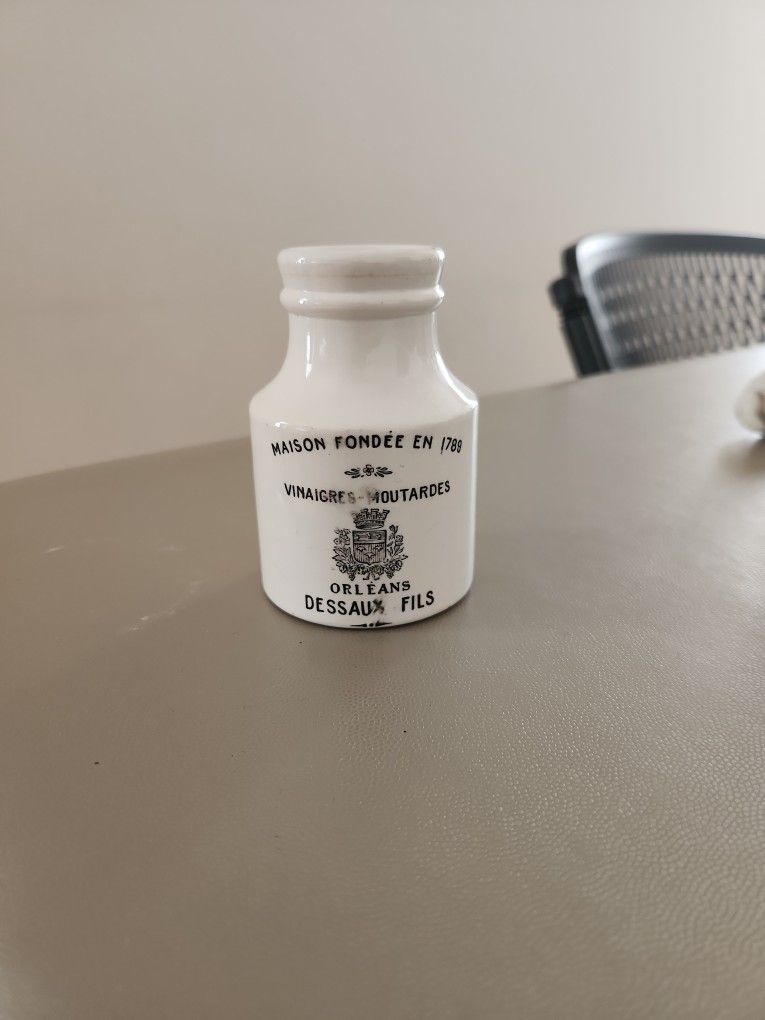 MAISON FONDÉE EN 1789
VINAIGRES-MOUTARDES
ORLÉANS
DESSAUX FILS